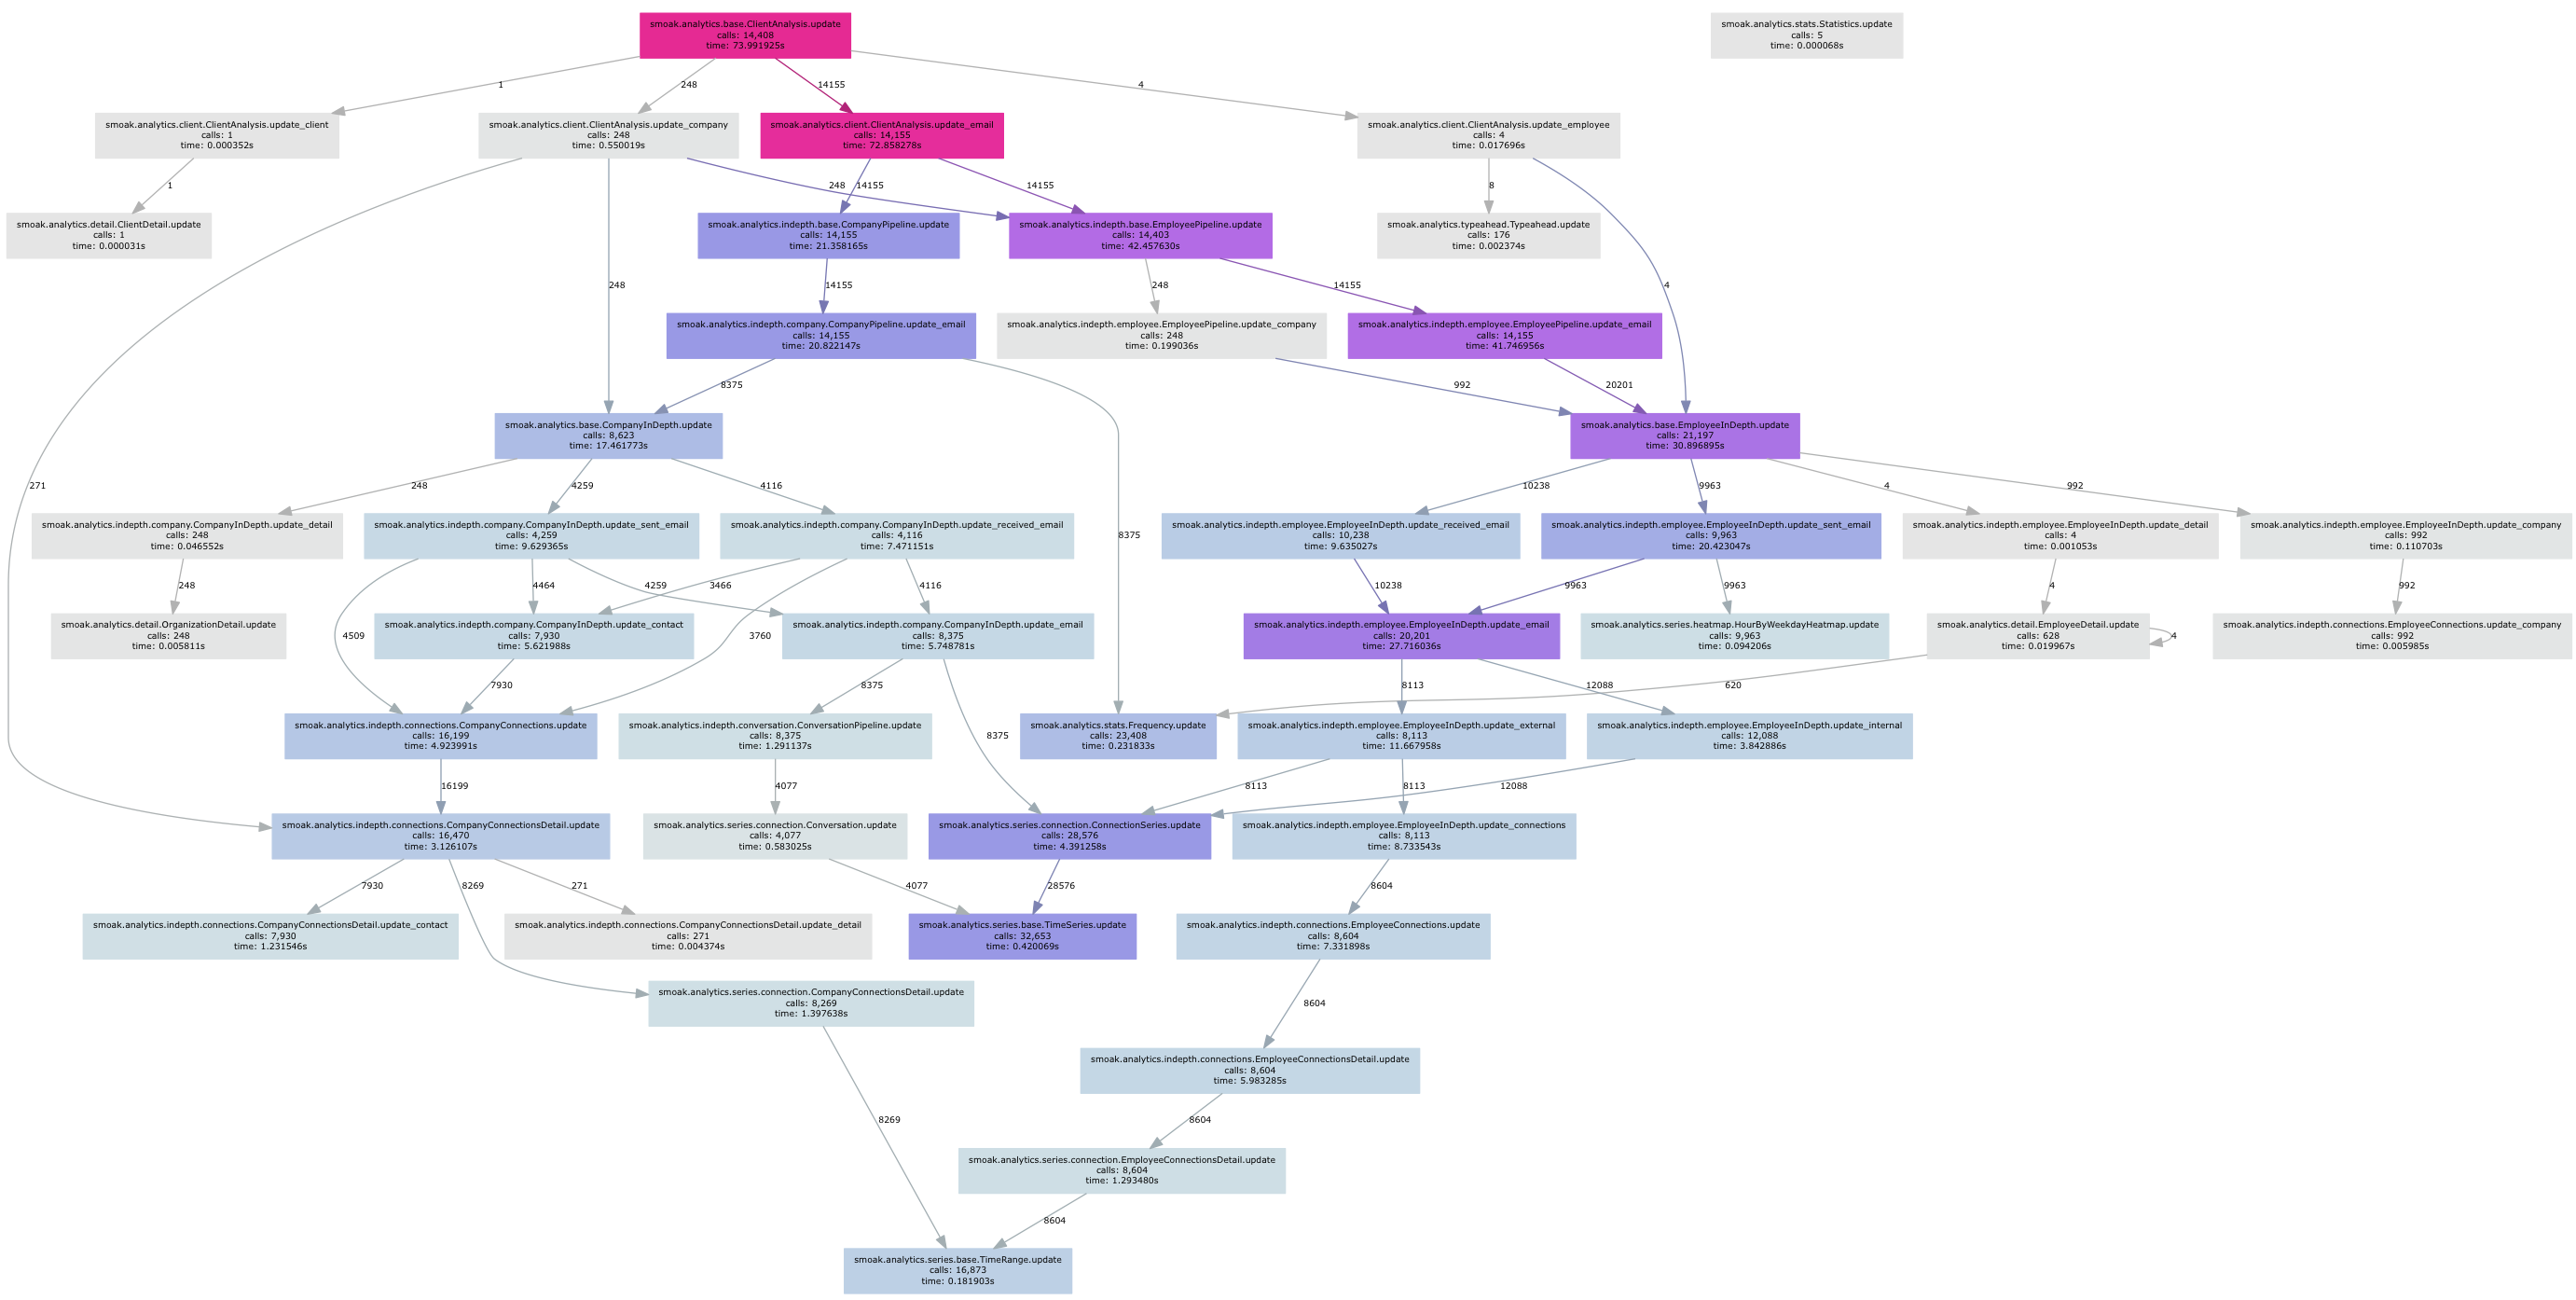 smoak.analytics.base.ClientAnalysis.update
calls: 14,408
time: 73.991925s
smoak.analytics.stats.Statistics.update
calls: 5
time: 0.000068s
1
248
14155
4
smoak.analytics.client.ClientAnalysis.update_client
calls: 1
time: 0.000352s
smoak.analytics.client.ClientAnalysis.update_company
calls: 248
time: 0.550019s
smoak.analytics.client.ClientAnalysis.update_email
calls: 14,155
time: 72.858278s
smoak.analytics.client.ClientAnalysis.update_employee
calls: 4
time: 0.017696s
1
248
14155
14155
8
smoak.analytics.detail.ClientDetail.update
calls: 1
time: 0.000031s
smoak.analytics.indepth.base.CompanyPipeline.update
calls: 14,155
time: 21.358165s
smoak.analytics.indepth.base.EmployeePipeline.update
calls: 14,403
time: 42.457630s
smoak.analytics.typeahead.Typeahead.update
calls: 176
time: 0.002374s
248
14155
248
14155
4
smoak.analytics.indepth.company.CompanyPipeline.update_email
calls: 14,155
time: 20.822147s
smoak.analytics.indepth.employee.EmployeePipeline.update_company
calls: 248
time: 0.199036s
smoak.analytics.indepth.employee.EmployeePipeline.update_email
calls: 14,155
time: 41.746956s
8375
992
20201
smoak.analytics.base.CompanyInDepth.update
calls: 8,623
time: 17.461773s
smoak.analytics.base.EmployeeInDepth.update
calls: 21,197
time: 30.896895s
271
248
4259
4116
10238
9963
4
992
smoak.analytics.indepth.company.CompanyInDepth.update_detail
calls: 248
time: 0.046552s
smoak.analytics.indepth.company.CompanyInDepth.update_sent_email
calls: 4,259
time: 9.629365s
smoak.analytics.indepth.company.CompanyInDepth.update_received_email
calls: 4,116
time: 7.471151s
8375
smoak.analytics.indepth.employee.EmployeeInDepth.update_received_email
calls: 10,238
time: 9.635027s
smoak.analytics.indepth.employee.EmployeeInDepth.update_sent_email
calls: 9,963
time: 20.423047s
smoak.analytics.indepth.employee.EmployeeInDepth.update_detail
calls: 4
time: 0.001053s
smoak.analytics.indepth.employee.EmployeeInDepth.update_company
calls: 992
time: 0.110703s
248
4464
4259
3466
4116
10238
9963
9963
4
992
smoak.analytics.detail.OrganizationDetail.update
calls: 248
time: 0.005811s
4509
smoak.analytics.indepth.company.CompanyInDepth.update_contact
calls: 7,930
time: 5.621988s
3760
smoak.analytics.indepth.company.CompanyInDepth.update_email
calls: 8,375
time: 5.748781s
smoak.analytics.indepth.employee.EmployeeInDepth.update_email
calls: 20,201
time: 27.716036s
smoak.analytics.series.heatmap.HourByWeekdayHeatmap.update
calls: 9,963
time: 0.094206s
smoak.analytics.detail.EmployeeDetail.update
calls: 628
time: 0.019967s
4
smoak.analytics.indepth.connections.EmployeeConnections.update_company
calls: 992
time: 0.005985s
7930
8375
8113
12088
620
smoak.analytics.indepth.connections.CompanyConnections.update
calls: 16,199
time: 4.923991s
smoak.analytics.indepth.conversation.ConversationPipeline.update
calls: 8,375
time: 1.291137s
8375
smoak.analytics.stats.Frequency.update
calls: 23,408
time: 0.231833s
smoak.analytics.indepth.employee.EmployeeInDepth.update_external
calls: 8,113
time: 11.667958s
smoak.analytics.indepth.employee.EmployeeInDepth.update_internal
calls: 12,088
time: 3.842886s
16199
4077
8113
8113
12088
smoak.analytics.indepth.connections.CompanyConnectionsDetail.update
calls: 16,470
time: 3.126107s
smoak.analytics.series.connection.Conversation.update
calls: 4,077
time: 0.583025s
smoak.analytics.series.connection.ConnectionSeries.update
calls: 28,576
time: 4.391258s
smoak.analytics.indepth.employee.EmployeeInDepth.update_connections
calls: 8,113
time: 8.733543s
7930
8269
271
4077
28576
8604
smoak.analytics.indepth.connections.CompanyConnectionsDetail.update_contact
calls: 7,930
time: 1.231546s
smoak.analytics.indepth.connections.CompanyConnectionsDetail.update_detail
calls: 271
time: 0.004374s
smoak.analytics.series.base.TimeSeries.update
calls: 32,653
time: 0.420069s
smoak.analytics.indepth.connections.EmployeeConnections.update
calls: 8,604
time: 7.331898s
smoak.analytics.series.connection.CompanyConnectionsDetail.update
calls: 8,269
time: 1.397638s
8604
smoak.analytics.indepth.connections.EmployeeConnectionsDetail.update
calls: 8,604
time: 5.983285s
8269
8604
smoak.analytics.series.connection.EmployeeConnectionsDetail.update
calls: 8,604
time: 1.293480s
8604
smoak.analytics.series.base.TimeRange.update
calls: 16,873
time: 0.181903s